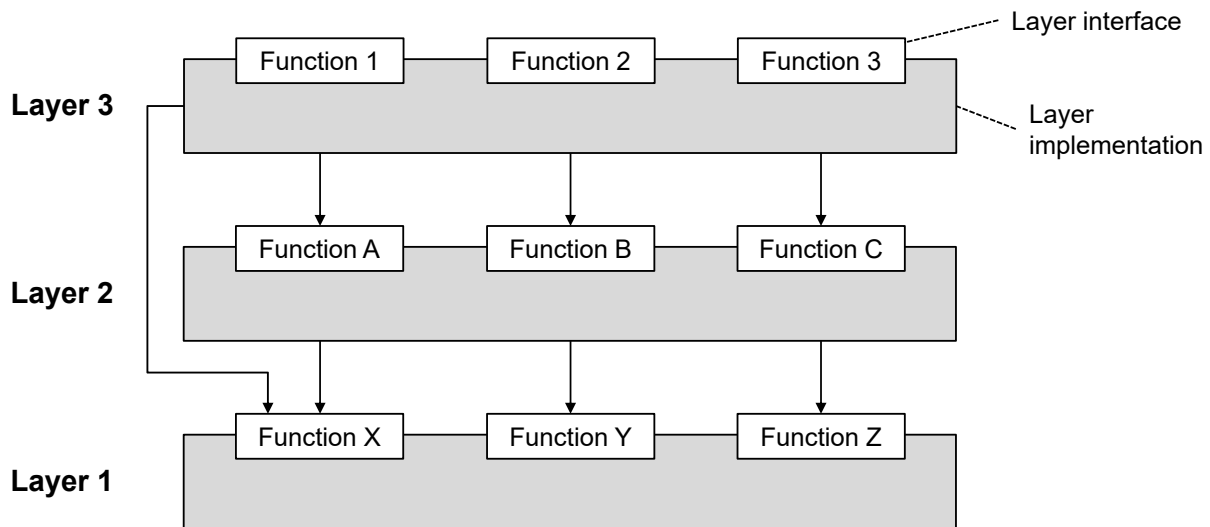 Layer interface
Function 1 Function 2 Function 3
Layer 3
Layer
implementation
Function A Function B Function C
Layer 2
Function X Function Y Function Z
Layer 1